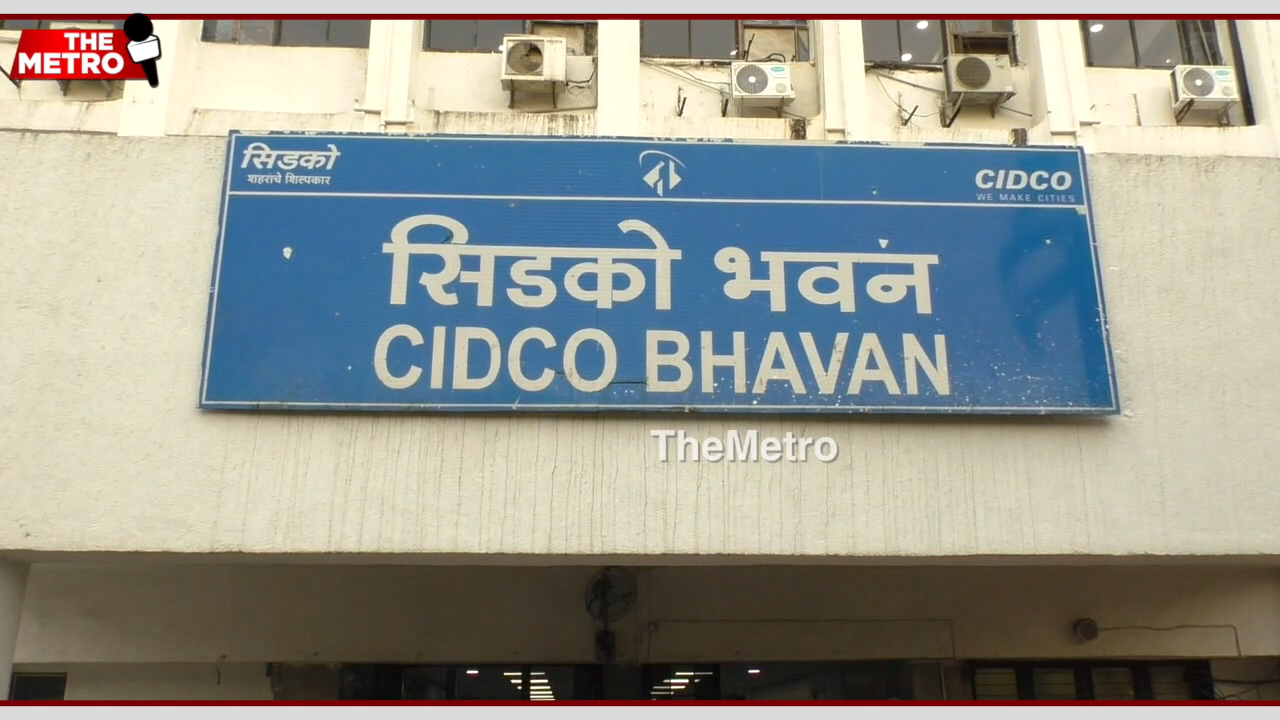 THE
METRO
सिडको
शहरांचे शिल्पकार
CIDCO
WE MAKE CITIES
सिडको भवन
CIDCO BHAVAN
TheMetro